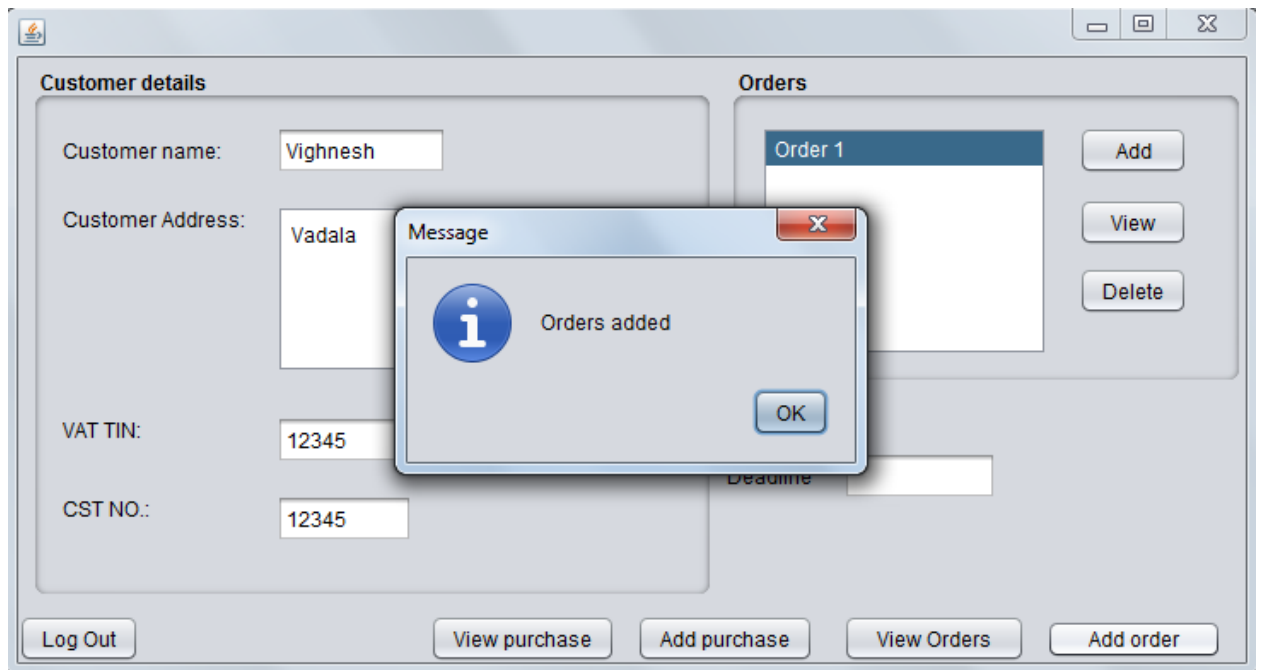 Customer details
Customer name:
Vighnesh
Customer Address:
Vadala
VAT TIN:
12345
CST NO.:
12345
Orders
Order 1
Add
View
Delete
Message
Orders added
OK
Deadline
Log Out
View purchase
Add purchase
View Orders
Add order